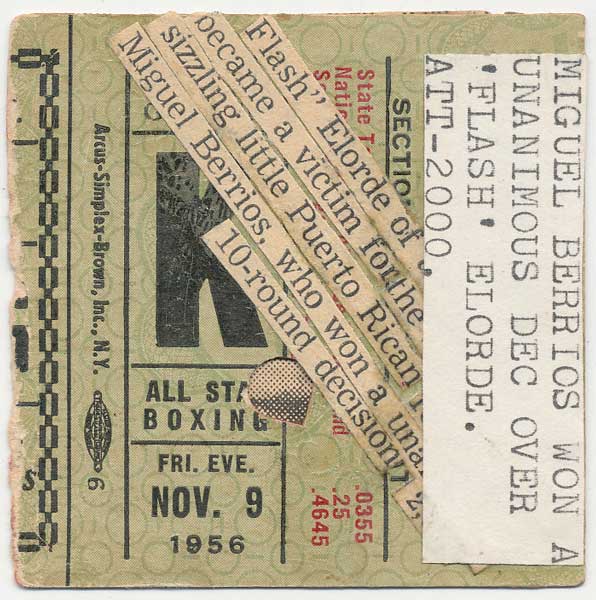 Arcus-Simplex-Brown, Inc., N.Y.
6
K
ALL STA
BOXING
FRI. EVE.
NOV. 9
1956
SECTION
State T
Natio
S
.0355
.25
.4645
Flash" Elorde of
became a victim for the
sizzling little Puerto Rican
Miguel Berrios, who won a una
10-round decision
MIGUEL BERRIOS WON A
UNANIMOUS DEC OVER
'FLASH' ELORDE.
ATT-2000.